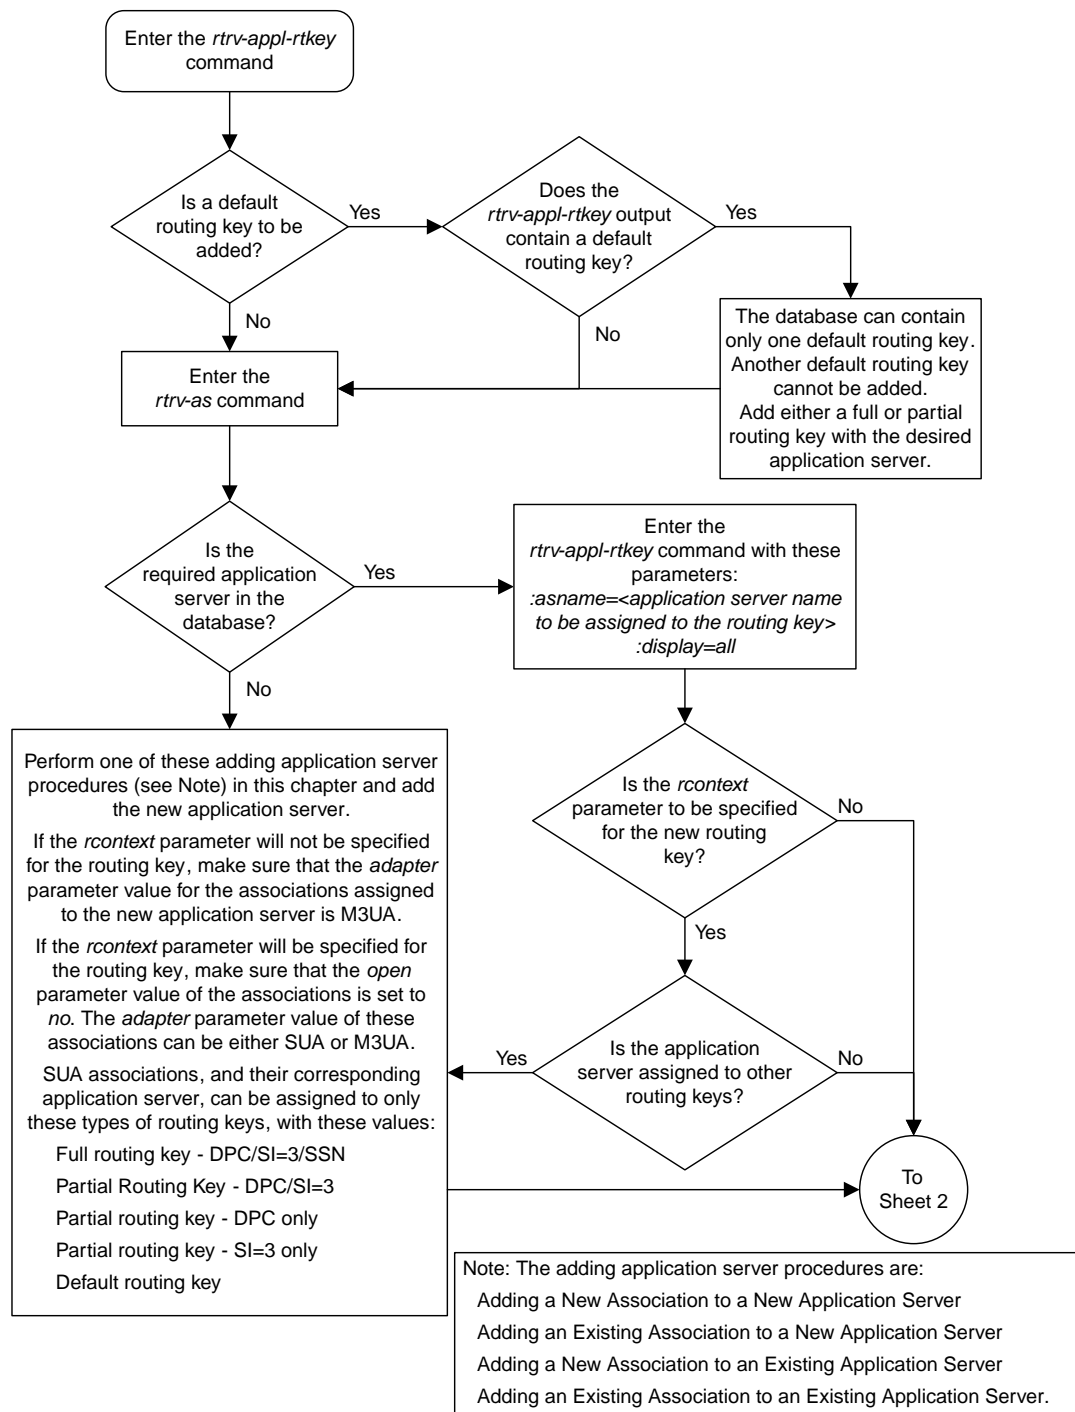 Enter the rtrv-appl-rtkey
command
Is a default
routing key to be
added?
Yes
No
Does the
rtrv-appl-rtkey output
contain a default
routing key?
Yes
No
The database can contain
only one default routing key.
Another default routing key
cannot be added.
Add either a full or partial
routing key with the desired
application server.
Enter the
rtrv-as command
Is the
required application
server in the
database?
Yes
No
Enter the
rtrv-appl-rtkey command with these
parameters:
:asname=<application server name
to be assigned to the routing key>
:display=all
Is the rcontext
parameter to be specified
for the new routing
key?
No
Yes
Is the application
server assigned to other
routing keys?
Yes
No
Perform one of these adding application server
procedures (see Note) in this chapter and add
the new application server.
If the rcontext parameter will not be specified
for the routing key, make sure that the adapter
parameter value for the associations assigned
to the new application server is M3UA.
If the rcontext parameter will be specified for
the routing key, make sure that the open
parameter value of the associations is set to
no. The adapter parameter value of these
associations can be either SUA or M3UA.
SUA associations, and their corresponding
application server, can be assigned to only
these types of routing keys, with these values:
Full routing key - DPC/SI=3/SSN
Partial Routing Key - DPC/SI=3
Partial routing key - DPC only
Partial routing key - SI=3 only
Default routing key
To
Sheet 2
Note: The adding application server procedures are:
Adding a New Association to a New Application Server
Adding an Existing Association to a New Application Server
Adding a New Association to an Existing Application Server
Adding an Existing Association to an Existing Application Server.